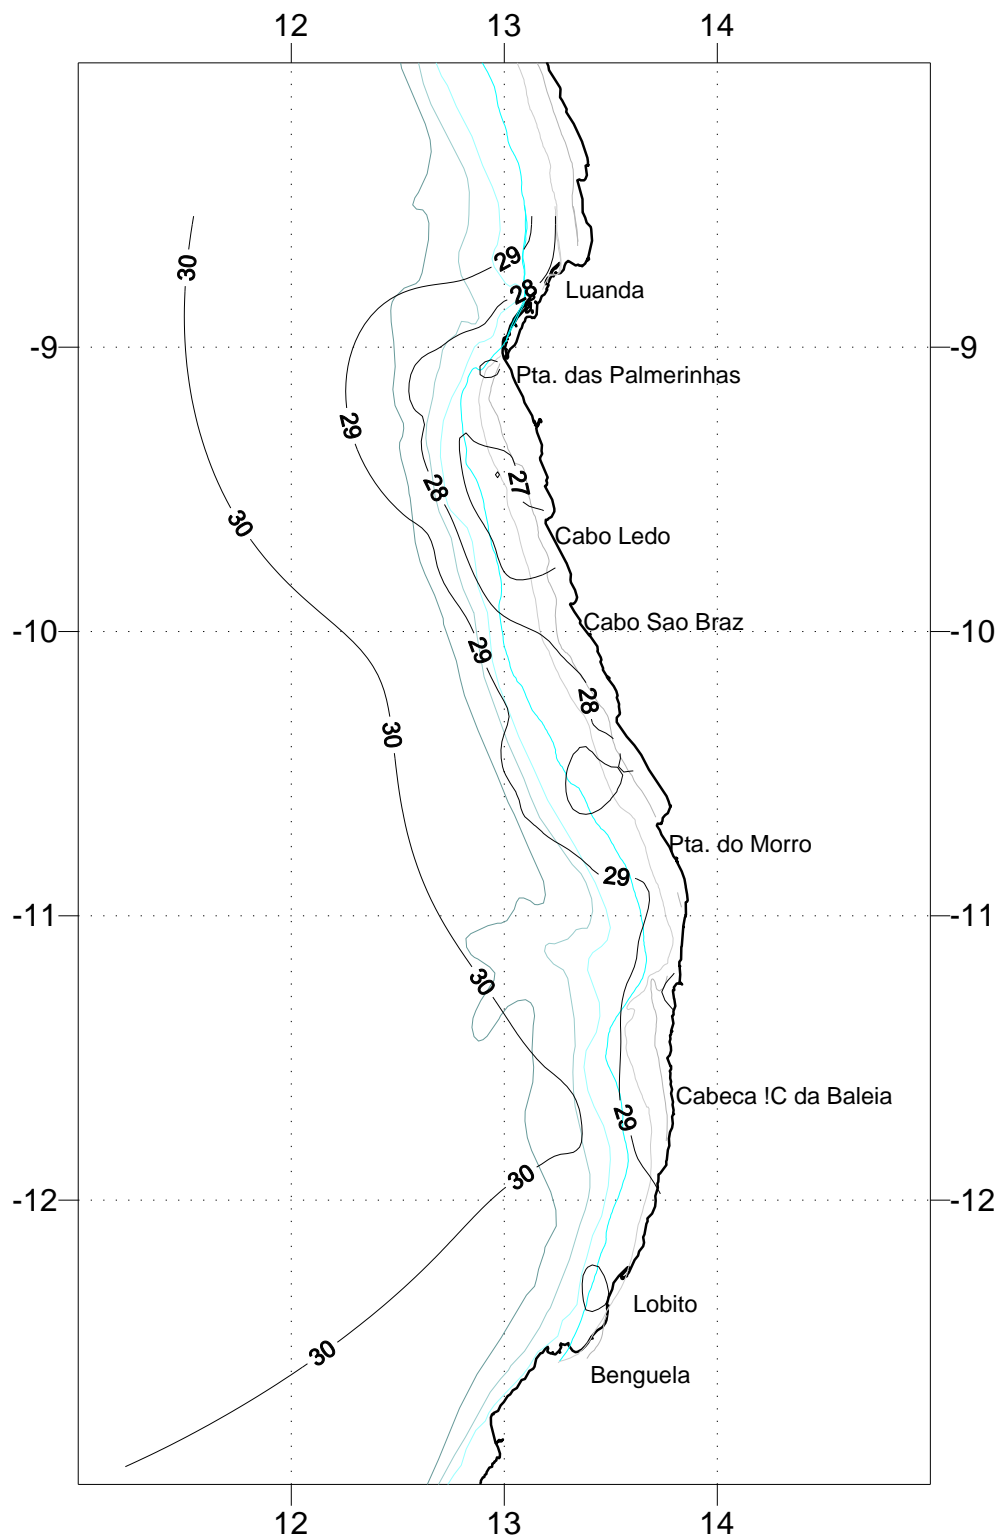 12 13 14
29
30
28
Luanda
-9 -9
Pta. das Palmerinhas
29
28
27
30
Cabo Ledo
Cabo Sao Braz
-10 -10
29
28
30
Pta. do Morro
29
-11 -11
30
Cabeca !C da Baleia
29
30
-12 -12
Lobito
30
Benguela
12 13 14